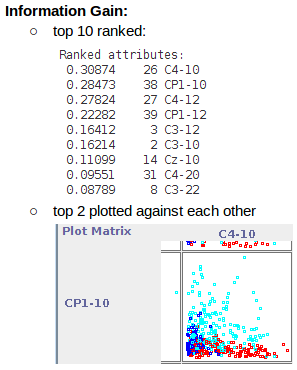 Information Gain:
o top 10 ranked:
Ranked attributes:
0.30874 26 C4-10
0.28473 38 CP1-10
0.27824 27 C4-12
0.22282 39 CP1-12
0.16412 3 C3-12
0.16214 2 C3-10
0.11099 14 Cz-10
0.09551 31 C4-20
0.08789 8 C3-22
o top 2 plotted against each other
Plot Matrix C4-10
CP1-10